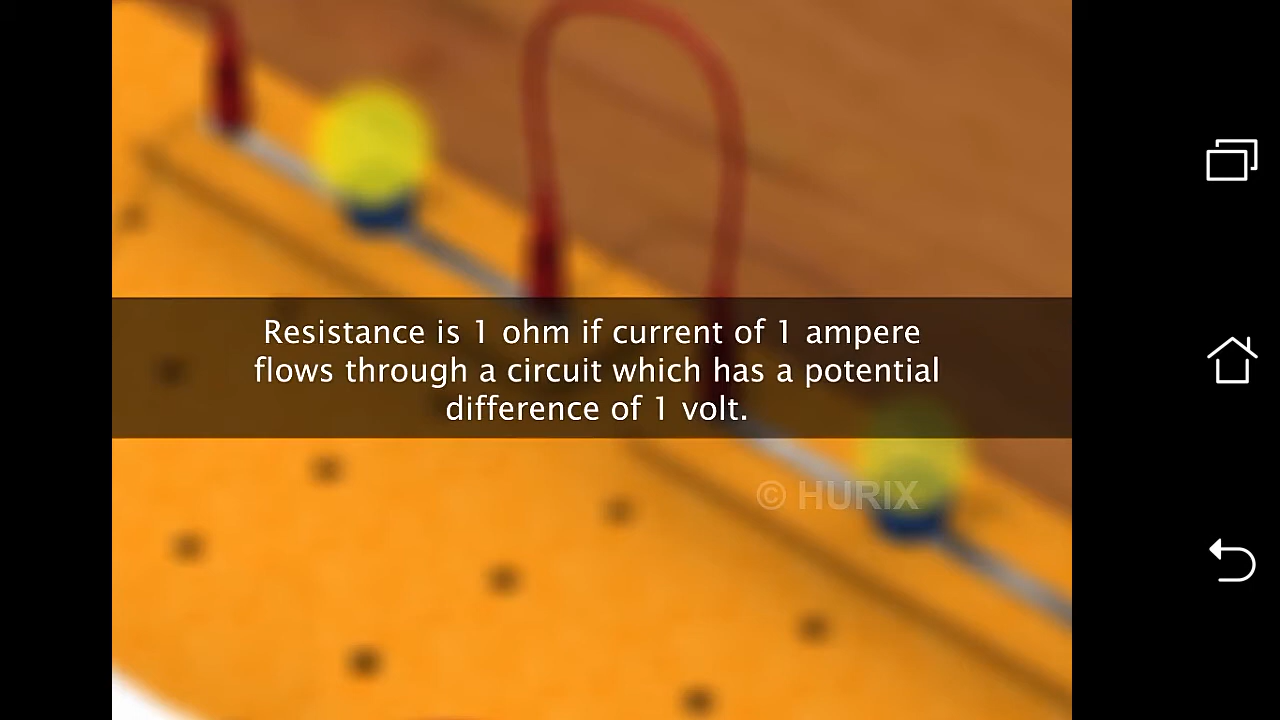 Resistance is 1 ohm if current of 1 ampere
flows through a circuit which has a potential
difference of 1 volt.
© HURIX